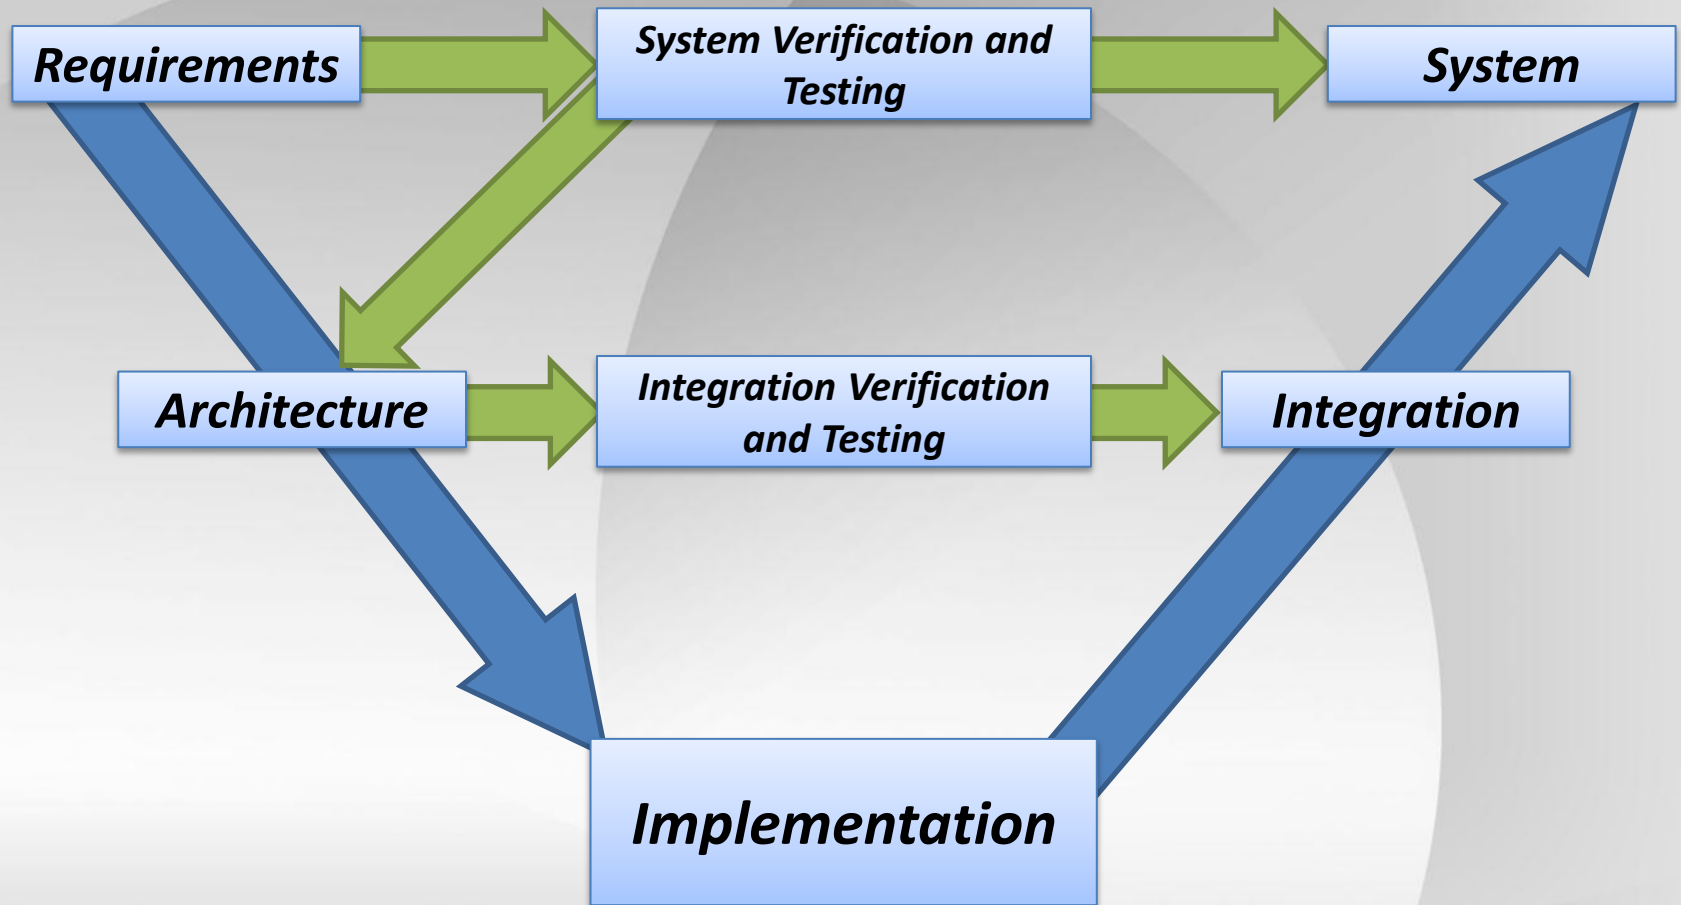 Requirements
System Verification and
Testing
System
Architecture
Integration Verification
and Testing
Integration
Implementation